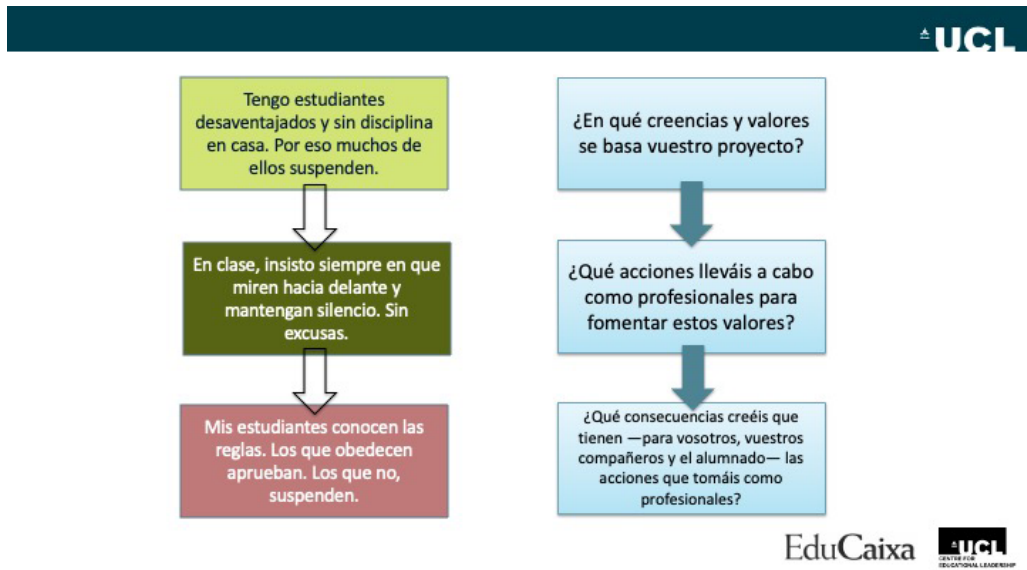 UCL
Tengo estudiantes
desaventajados y sin disciplina
en casa. Por eso muchos de
ellos suspenden.
En clase, insisto siempre en que
miren hacia delante y
mantengan silencio. Sin
excusas.
Mis estudiantes conocen las
reglas. Los que obedecen
aprueban. Los que no,
suspenden.
¿En qué creencias y valores
se basa vuestro proyecto?
¿Qué acciones lleváis a cabo
como profesionales para
fomentar estos valores?
¿Qué consecuencias creéis que
tienen —para vosotros, vuestros
compañeros y el alumnado— las
acciones que tomáis como
profesionales?
EduCaixa
UCL
CENTRE FOR
EDUCATIONAL LEADERSHIP